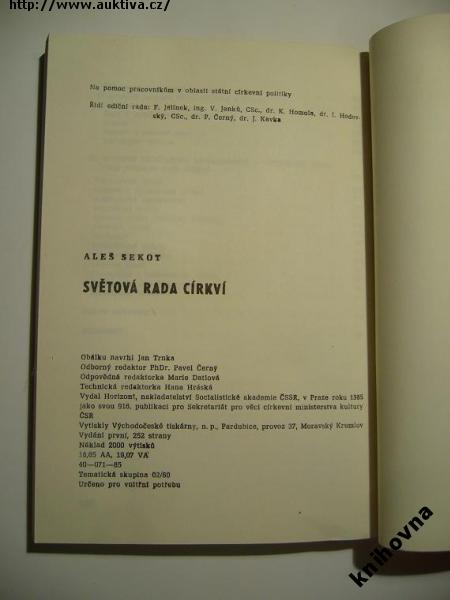 http://www.auktiva.cz/
Na pomoc pracovníkům v oblasti státní církevní politiky
Řídí ediční rada: F. Jelínek, ing. V. Janků, CSc., dr. K. Homola, dr. I. Hodov-
ský, CSc., dr. P. Černý, dr. J. Kavka
ALEŠ SEKOT
SVĚTOVÁ RADA CÍRKVÍ
Obálku navrhl Jan Trnka
Odborný redaktor PhDr. Pavel Černý
Odpovědná redaktorka Marie Datlová
Technická redaktorka Hana Hráská
Vydal Horizont, nakladatelství Socialistické akademie ČSSR, v Praze roku 1985
jako svou 916. publikaci pro Sekretariát pro věci církevní ministerstva kultury
ČSR
Vytiskly Východočeské tiskárny, n. p., Pardubice, provoz 37, Moravský Krumlov
Vydání první, 252 strany
Náklad 2000 výtisků
18,07 VA
40—071—85
Tematická skupina 02/60
Určeno pro vnitřní potřebu
knihovna